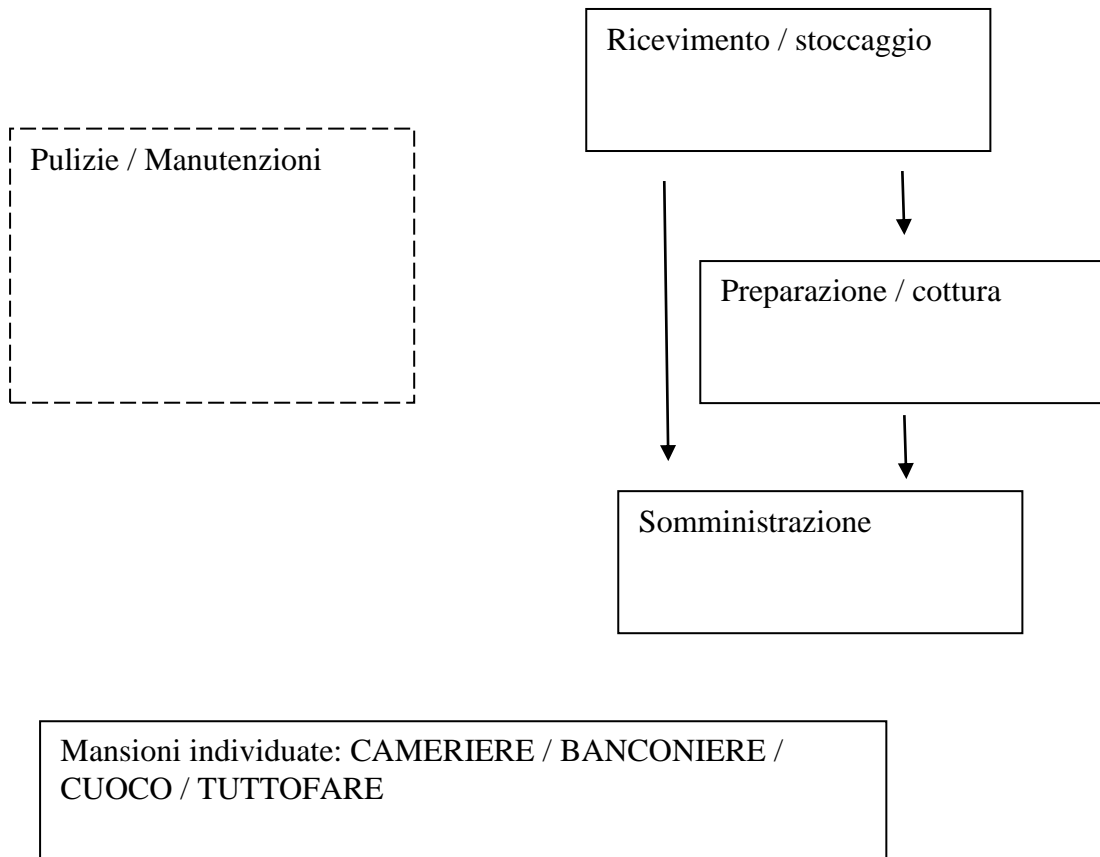 Ricevimento / stoccaggio
Pulizie / Manutenzioni
Preparazione / cottura
Somministrazione
Mansioni individuate: CAMERIERE / BANCONIERE /
CUOCO / TUTTOFARE